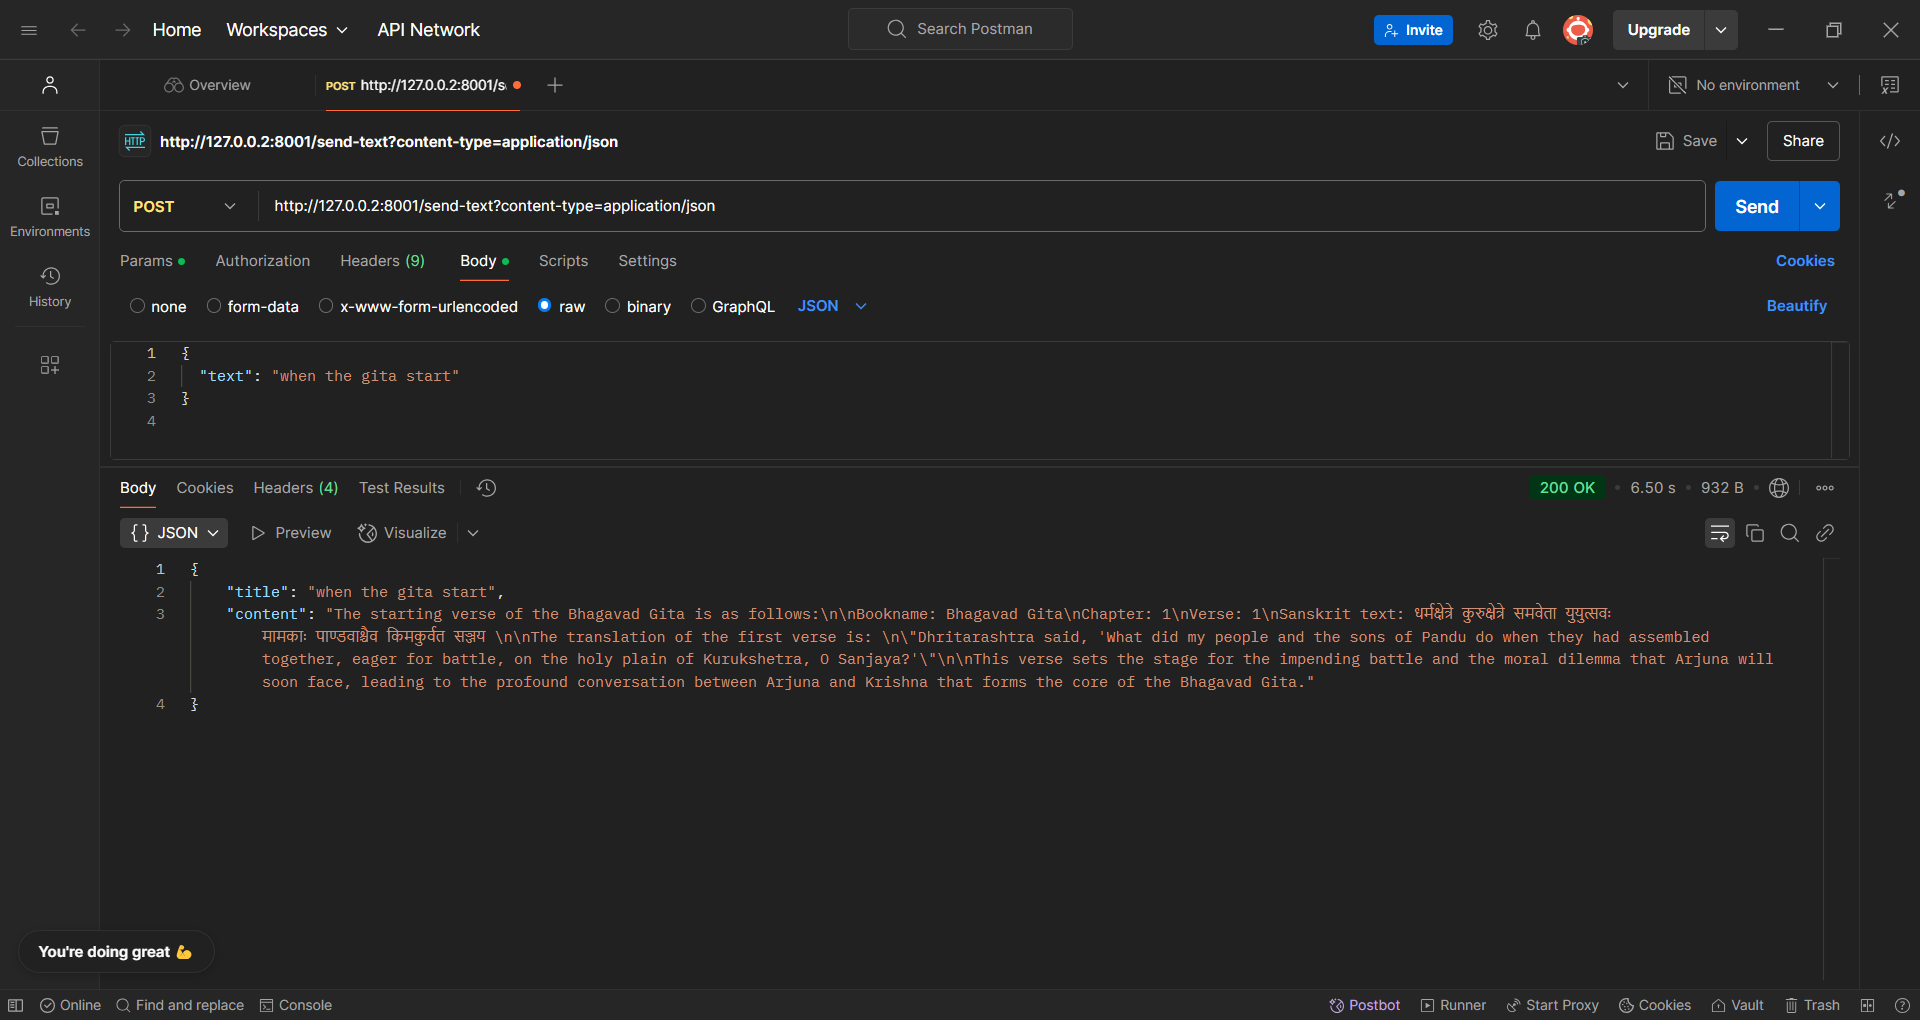 Home
Workspaces
API Network
Search Postman
Invite
Upgrade
Overview
POST http://127.0.0.2:8001/s
No environment
HTTP
http://127.0.0.2:8001/send-text?content-type=application/json
Save
Share
Collections
POST
http://127.0.0.2:8001/send-text?content-type=application/json
Send
Environments
Params
Authorization
Headers (9)
Body
Scripts
Settings
Cookies
History
none
form-data
x-www-form-urlencoded
raw
binary
GraphQL
JSON
Beautify
1 {
2 "text": "when the gita start"
3 }
4
Body
Cookies
Headers (4)
Test Results
200 OK
6.50 s
932 B
{} JSON
Preview
Visualize
1 {
2 "title": "when the gita start",
3 "content": "The starting verse of the Bhagavad Gita is as follows:\n\nBookname: Bhagavad Gita\nChapter: 1\nVerse: 1\nSanskrit text: धर्मक्षेत्रे कुरुक्षेत्रे समवेता युयुत्सवः
मामकाः पाण्डवाश्चैव किमकुर्वत सञ्जय \n\nThe translation of the first verse is: \n\"Dhritarashtra said, 'What did my people and the sons of Pandu do when they had assembled
together, eager for battle, on the holy plain of Kurukshetra, O Sanjaya?'\"\n\nThis verse sets the stage for the impending battle and the moral dilemma that Arjuna will
soon face, leading to the profound conversation between Arjuna and Krishna that forms the core of the Bhagavad Gita."
4 }
You're doing great 💪
Online
Find and replace
Console
Postbot
Runner
Start Proxy
Cookies
Vault
Trash